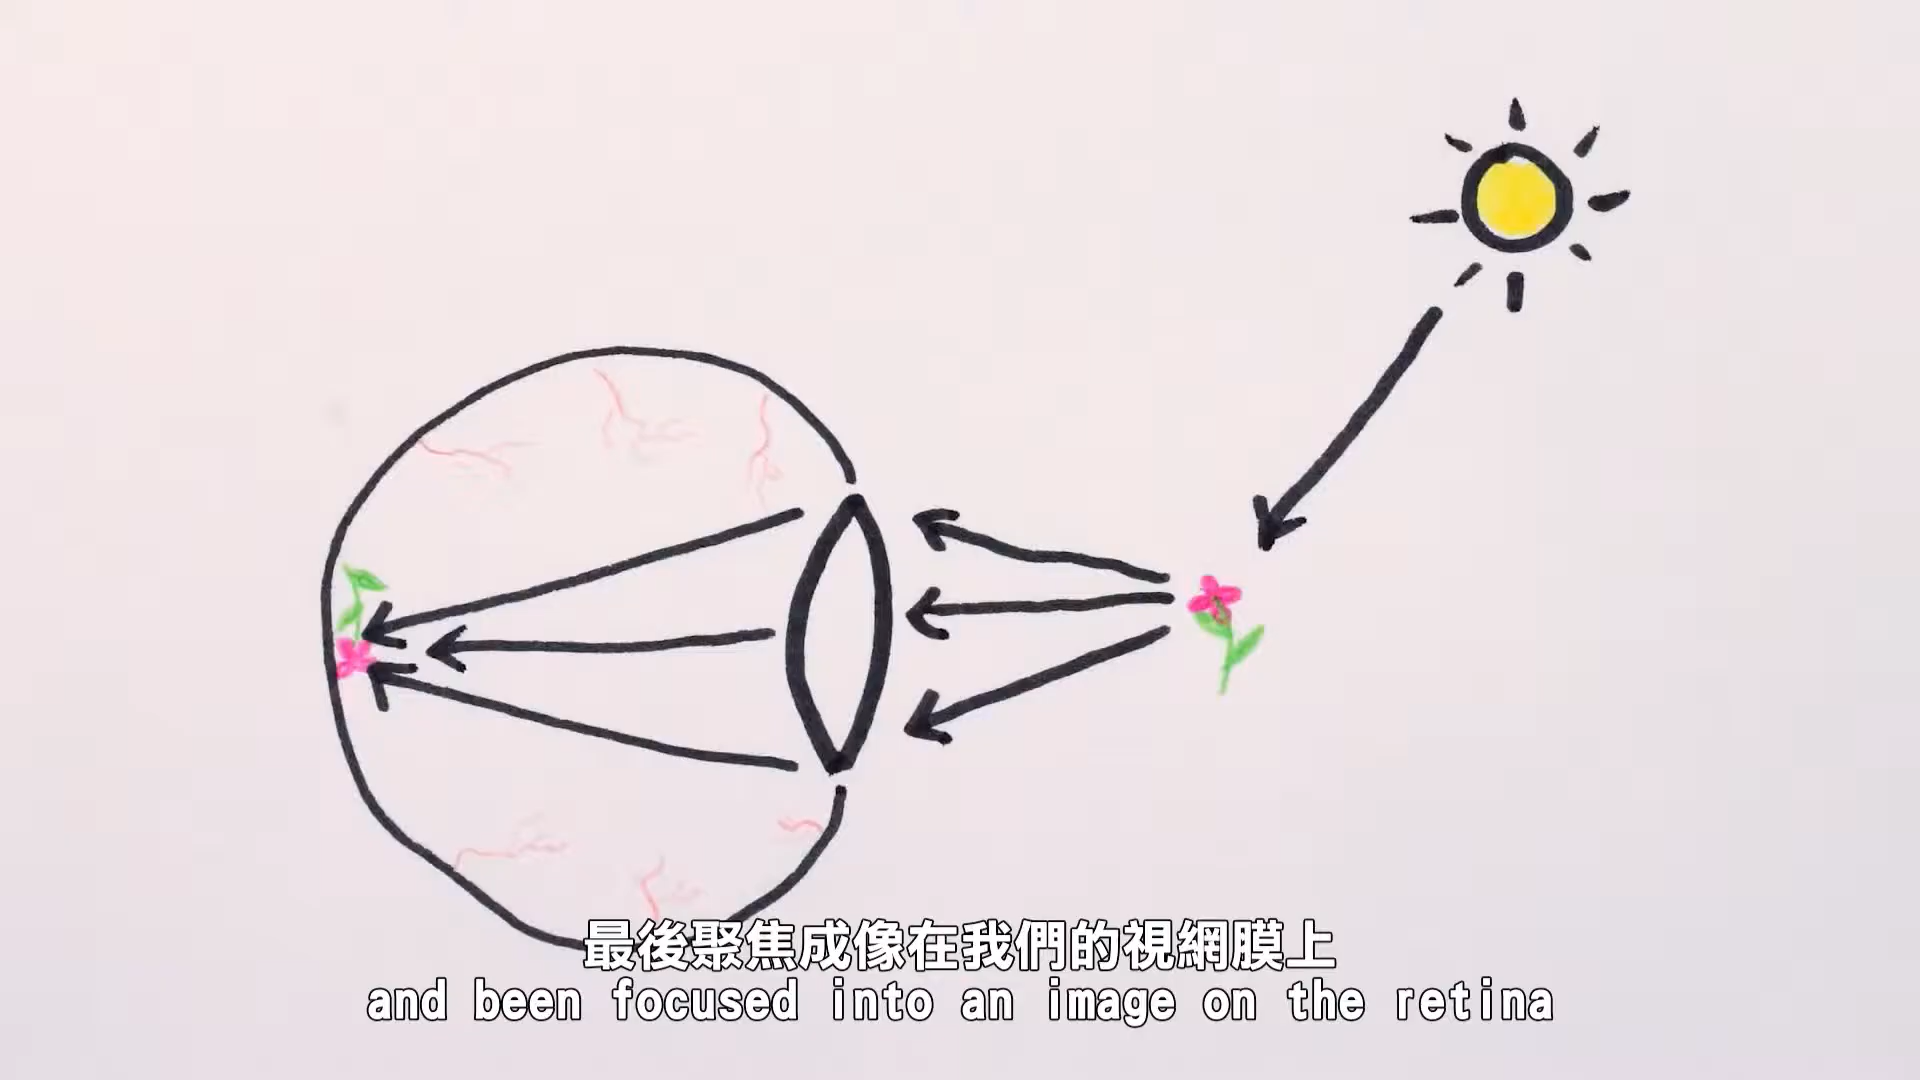 最後聚焦成像在我們的視網膜上
and been focused into an image on the retina